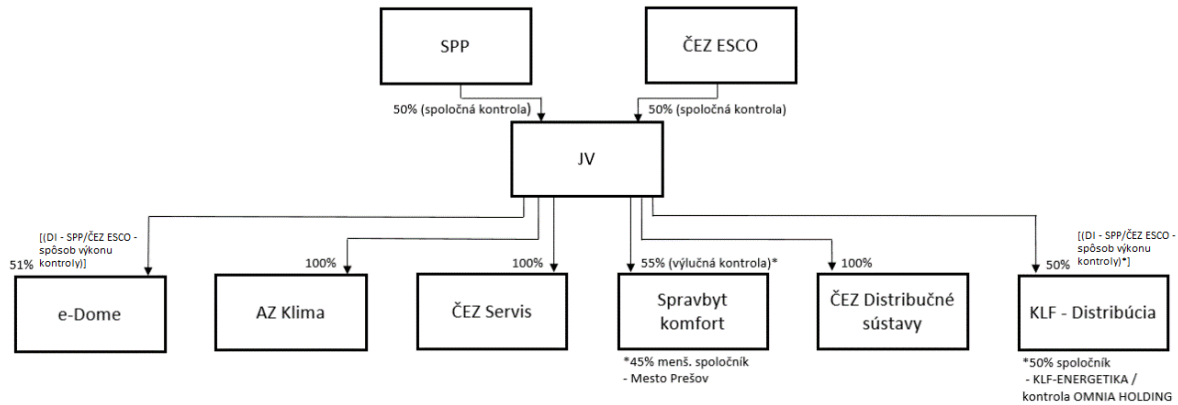 SPP
ČEZ ESCO
50% (spoločná kontrola)
50% (spoločná kontrola)
JV
[(DI - SPP/ČEZ ESCO -
spôsob výkonu
kontroly)]
51%
100%
100%
55% (výlučná kontrola)*
100%
[(DI - SPP/ČEZ ESCO -
spôsob výkonu
kontroly)*]
50%
e-Dome
AZ Klima
ČEZ Servis
Spravbyt
komfort
ČEZ Distribučné
sústavy
KLF - Distribúcia
*45% menš. spoločník
- Mesto Prešov
*50% spoločník
- KLF-ENERGETIKA /
kontrola OMNIA HOLDING